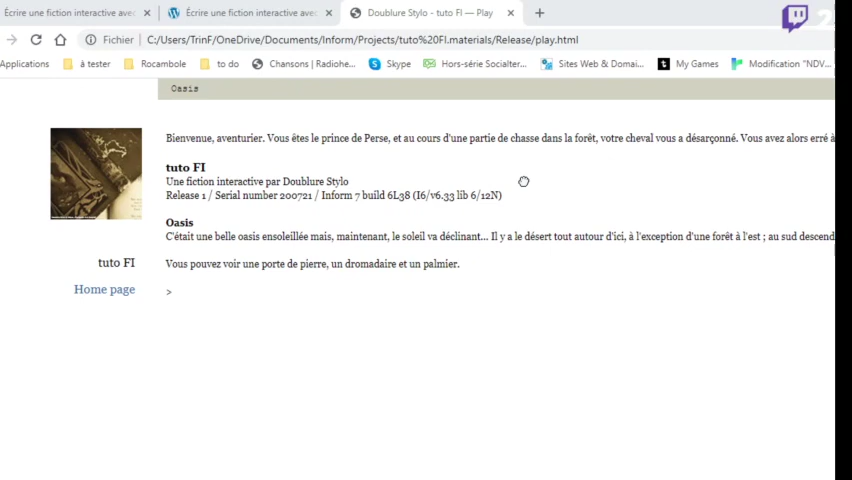 Écrire une fiction interactive avec
Écrire une fiction interactive avec
Doublure Stylo - tuto FI — Play
Fichier
C:/Users/TrinF/OneDrive/Documents/Inform/Projects/tuto%20FI.materials/Release/play.html
Applications
à tester
Rocambole
to do
Chansons | Radiohe...
Skype
Hors-série Socialter...
Sites Web & Domai...
My Games
Modification "NDV...
Oasis
Bienvenue, aventurier. Vous êtes le prince de Perse, et au cours d'une partie de chasse dans la forêt, votre cheval vous a désarçonné. Vous avez alors erré à
tuto FI
Une fiction interactive par Doublure Stylo
Release 1 / Serial number 200721 / Inform 7 build 6L38 (I6/v6.33 lib 6/12N)
Oasis
C'était une belle oasis ensoleillée mais, maintenant, le soleil va déclinant... Il y a le désert tout autour d'ici, à l'exception d'une forêt à l'est ; au sud descend
Vous pouvez voir une porte de pierre, un dromadaire et un palmier.
>
tuto FI
Home page